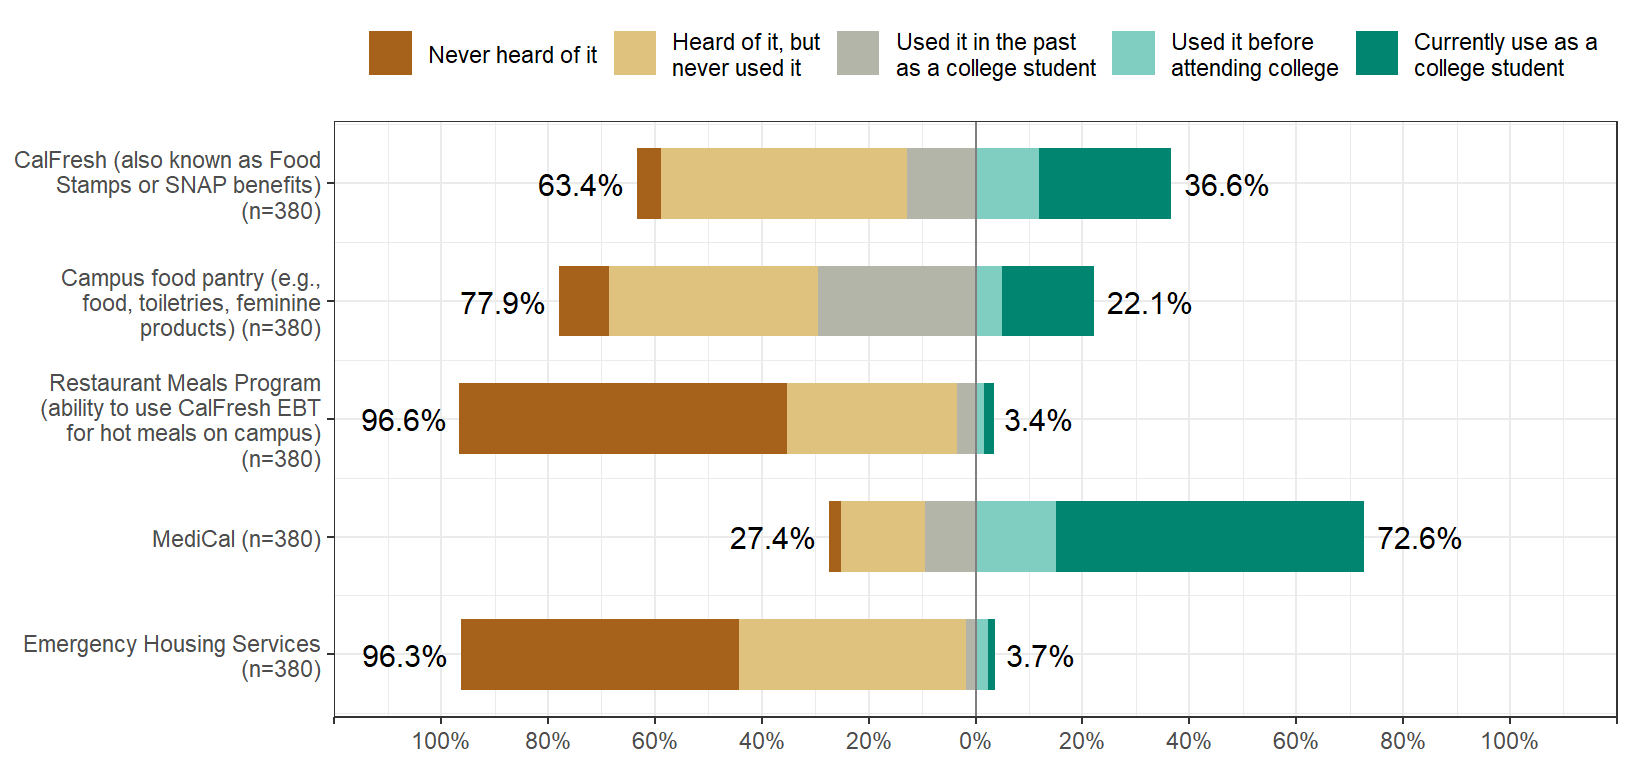 Never heard of it
Heard of it, but
never used it
Used it in the past
as a college student
Used it before
attending college
Currently use as a
college student
CalFresh (also known as Food
Stamps or SNAP benefits)
(n=380)
63.4%
36.6%
Campus food pantry (e.g.,
food, toiletries, feminine
products) (n=380)
77.9%
22.1%
Restaurant Meals Program
(ability to use CalFresh EBT
for hot meals on campus)
(n=380)
96.6%
3.4%
MediCal (n=380)
27.4%
72.6%
Emergency Housing Services
(n=380)
96.3%
3.7%
100% 80% 60% 40% 20% 0% 20% 40% 60% 80% 100%